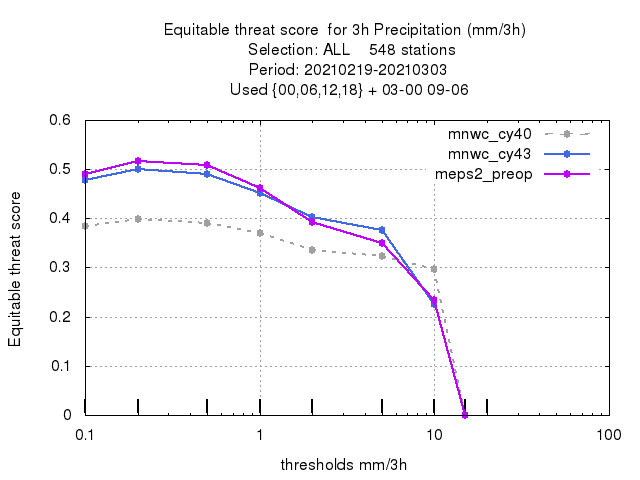 Equitable threat score  for 3h Precipitation (mm/3h)
Selection: ALL    548 stations
Period: 20210219-20210303
Used {00,06,12,18} + 03-00 09-06
mnwc_cy40
mnwc_cy43
meps2_preop
Equitable threat score
0.6
0.5
0.4
0.3
0.2
0.1
0
0.1 1 10 100
thresholds mm/3h